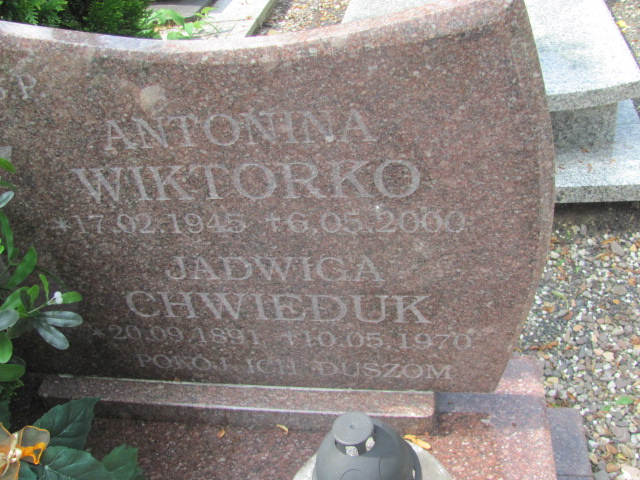 ŚP
ANTONINA
WIKTORKO
*17.02.1945 +6.05.2000
JADWIGA
CHWIEDUK
*20.09.1891 +10.05.1970
POKÓJ ICH DUSZOM